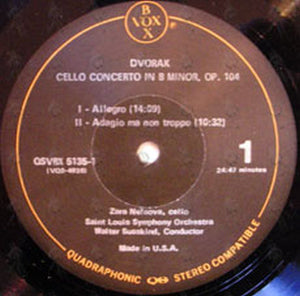 VOX
BOX
DVORAK
CELLO CONCERTO IN B MINOR, OP. 104
I - Allegro (14:09)
II - Adagio ma non troppo (10:32)
QSVBX 5135-1
1
24:47 minutes
Zara Nelsova, cello
Saint Louis Symphony Orchestra
Walter Susskind, Conductor
Made in U.S.A.
QUADRAPHONIC QS STEREO COMPATIBLE